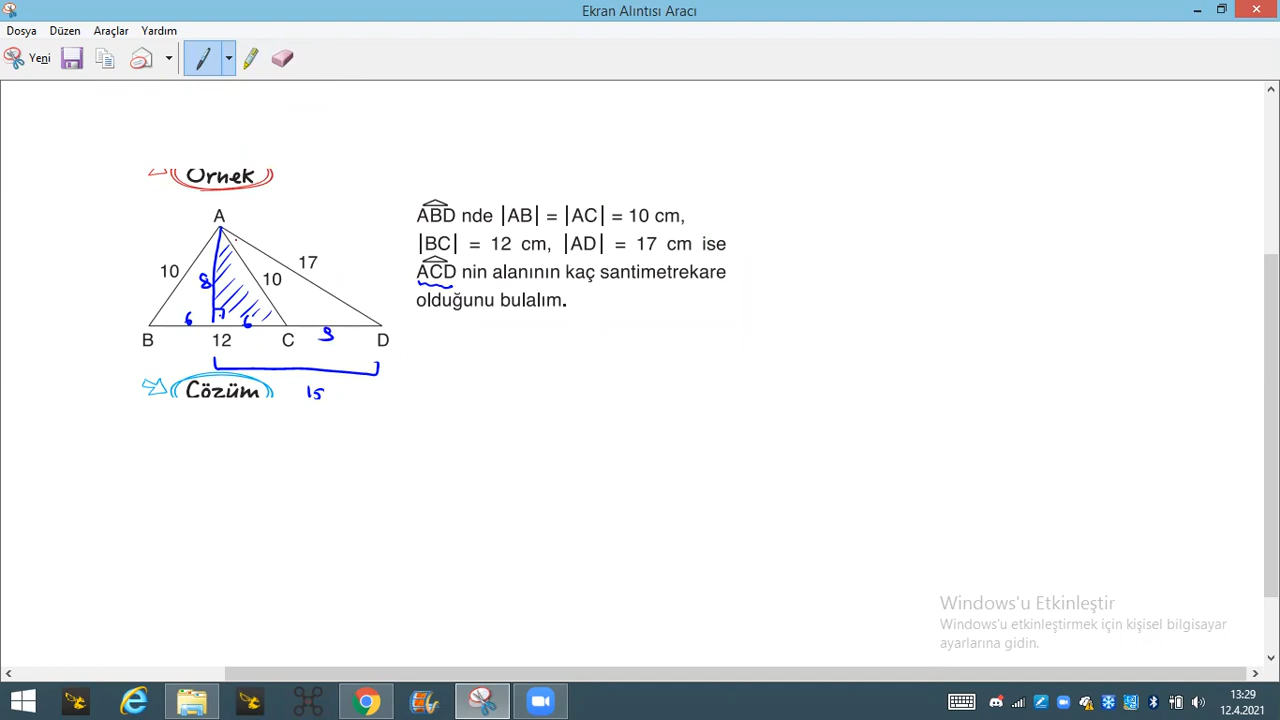 Ekran Alıntısı Aracı
Dosya Düzen Araçlar Yardım
Yeni
Örnek
A
ABD nde |AB| = |AC| = 10 cm,
|BC| = 12 cm, |AD| = 17 cm ise
ACD nin alanının kaç santimetrekare
olduğunu bulalım.
10 8 10 17
6 6 9
B 12 C D
15
Çözüm
Windows'u Etkinleştir
Windows'u etkinleştirmek için kişisel bilgisayar
ayarlarına gidin.
13:29
12.4.2021